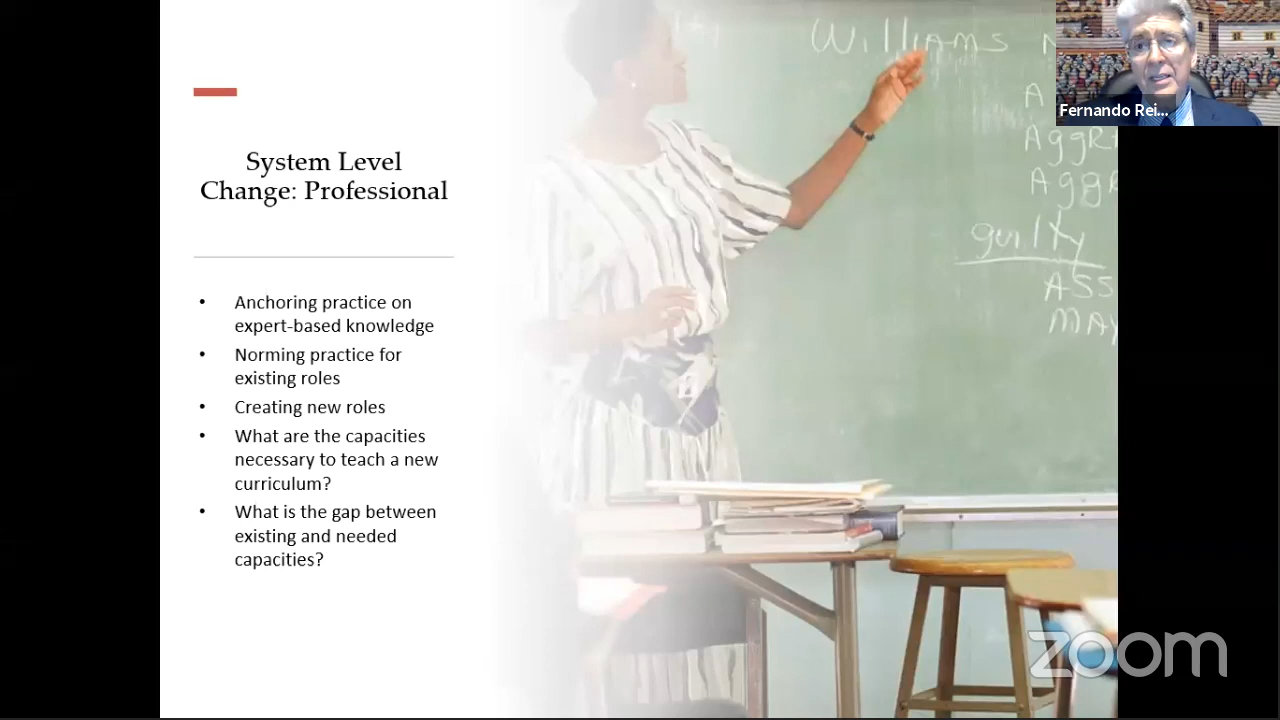 System Level
Change: Professional
• Anchoring practice on
expert-based knowledge
• Norming practice for
existing roles
• Creating new roles
• What are the capacities
necessary to teach a new
curriculum?
• What is the gap between
existing and needed
capacities?
Williams
guilty
Fernando Rei...
zoom